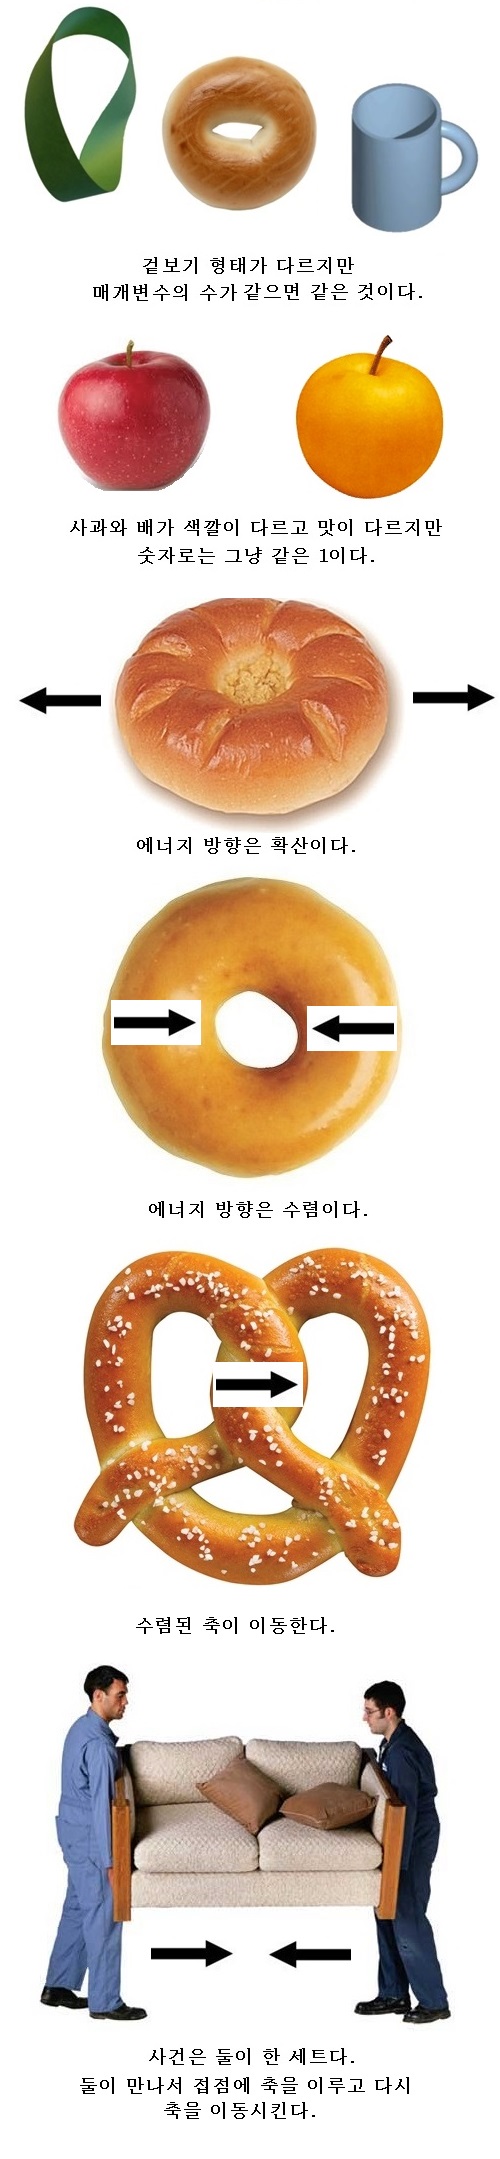 겉보기 형태가 다르지만
매개변수의 수가 같으면 같은 것이다.
사과와 배가 색깔이 다르고 맛이 다르지만
숫자로는 그냥 같은 1이다.
에너지 방향은 확산이다.
에너지 방향은 수렴이다.
수렴된 축이 이동한다.
사건은 둘이 한 세트다.
둘이 만나서 접점에 축을 이루고 다시
축을 이동시킨다.